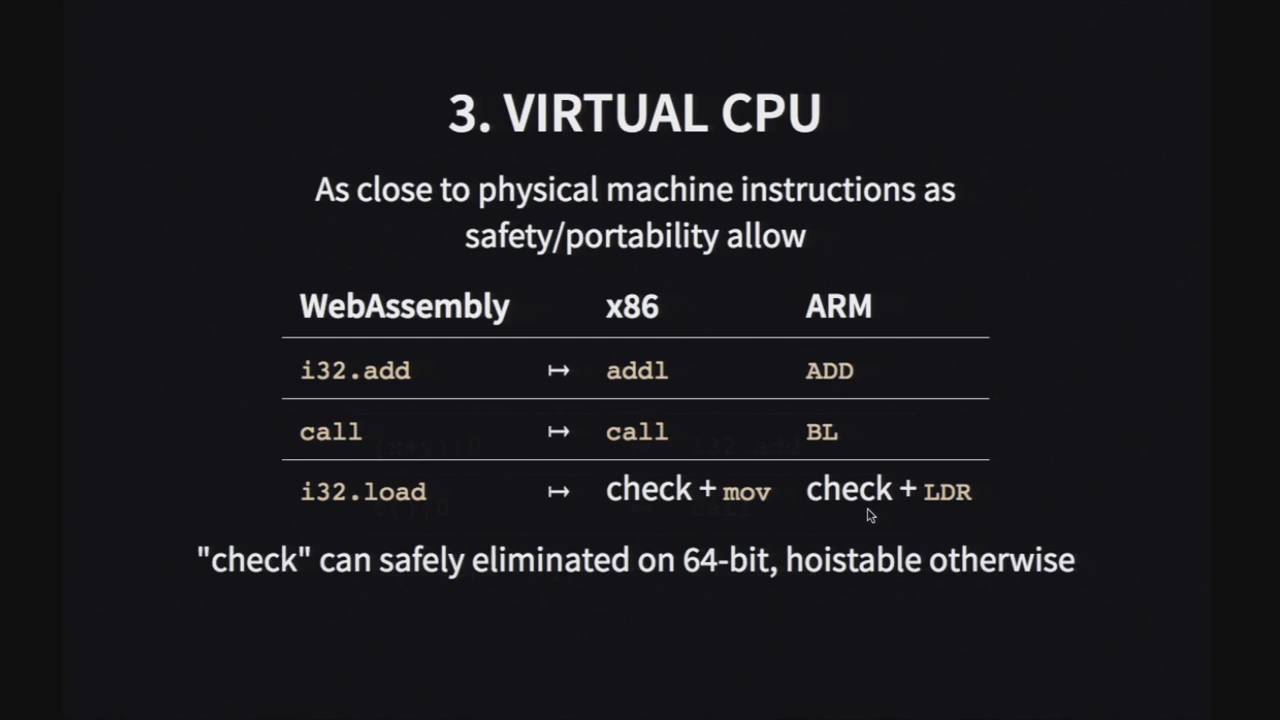 3. VIRTUAL CPU
As close to physical machine instructions as
safety/portability allow
WebAssembly x86 ARM
i32.add ↦ addl ADD
call ↦ call BL
i32.load ↦ check + mov check + LDR
"check" can safely eliminated on 64-bit, hoistable otherwise